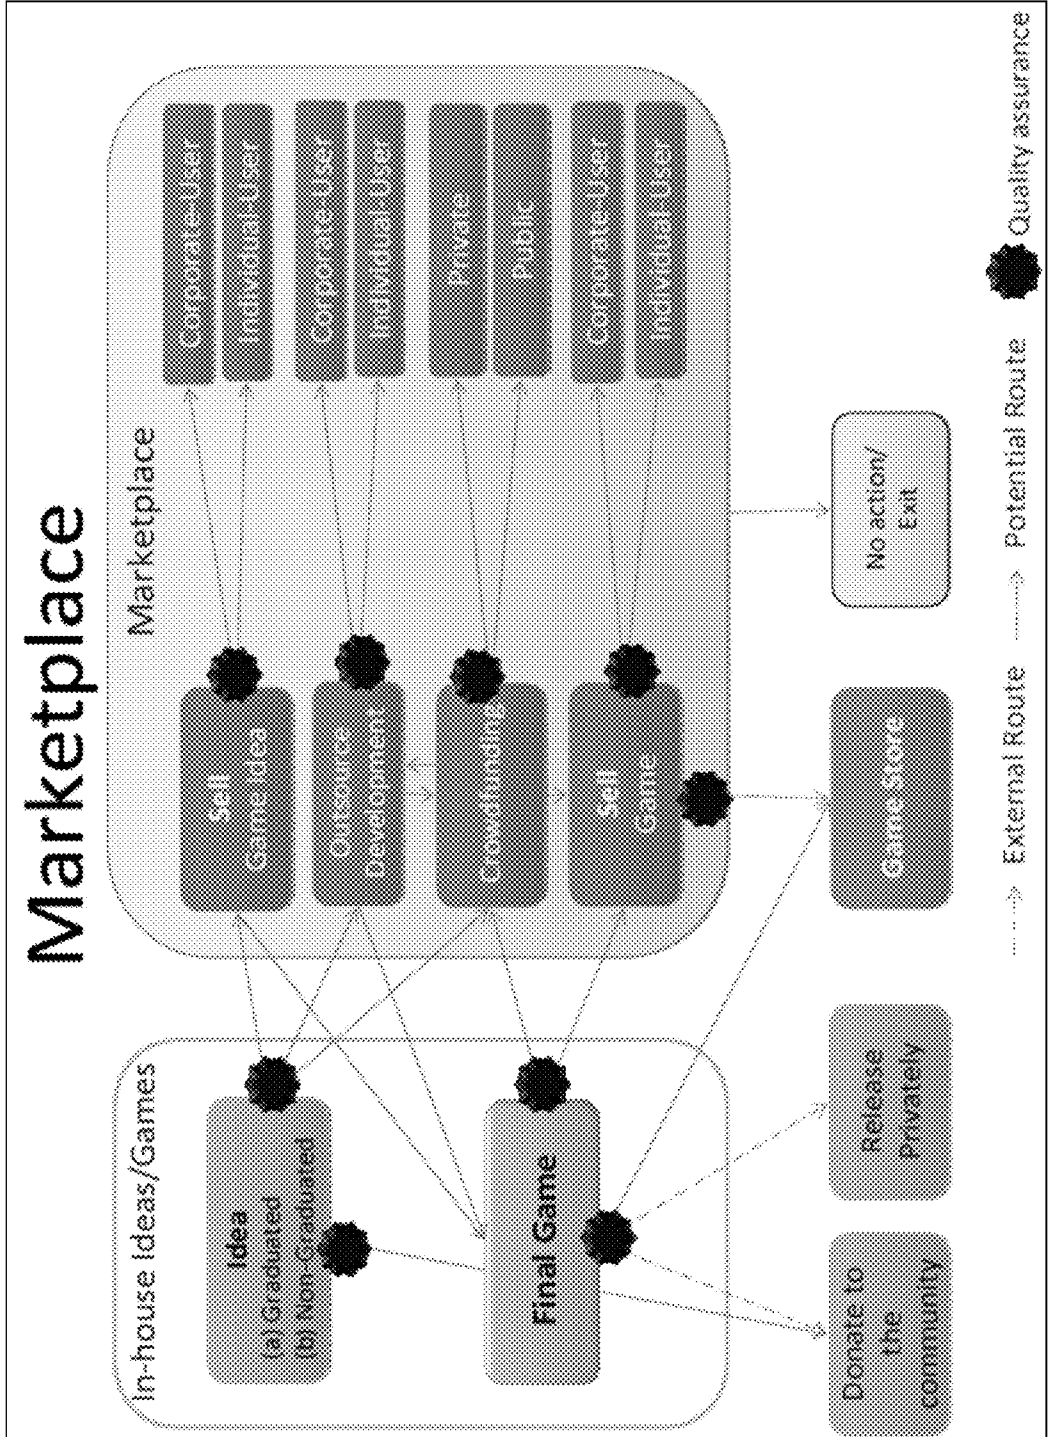 Marketplace
In-house Ideas/Games
Idea
(a) Graduated
(b) Non-Graduated
Final Game
Marketplace
Sell
Game Idea
Outsource
Development
Crowdfunding
Sell
Game
Corporate-User
Individual-User
Corporate-User
Individual-User
Private
Public
Corporate-User
Individual-User
Donate to
the
community
Release
Privately
Game Store
No action/
Exit
External Route
Potential Route
Quality assurance